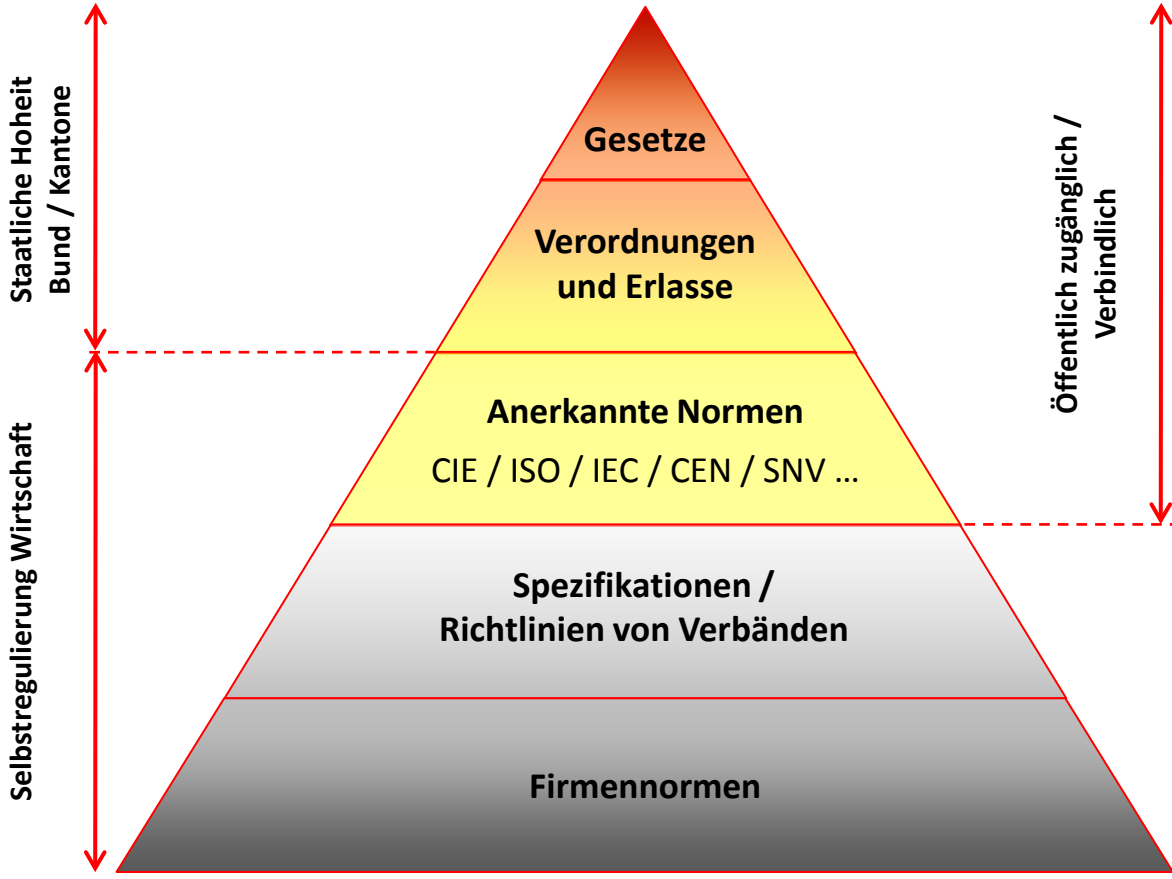 Staatliche Hoheit
Bund / Kantone
Selbstregulierung Wirtschaft
Gesetze
Verordnungen
und Erlasse
Anerkannte Normen
CIE / ISO / IEC / CEN / SNV ...
Spezifikationen /
Richtlinien von Verbänden
Firmennormen
Öffentlich zugänglich /
Verbindlich